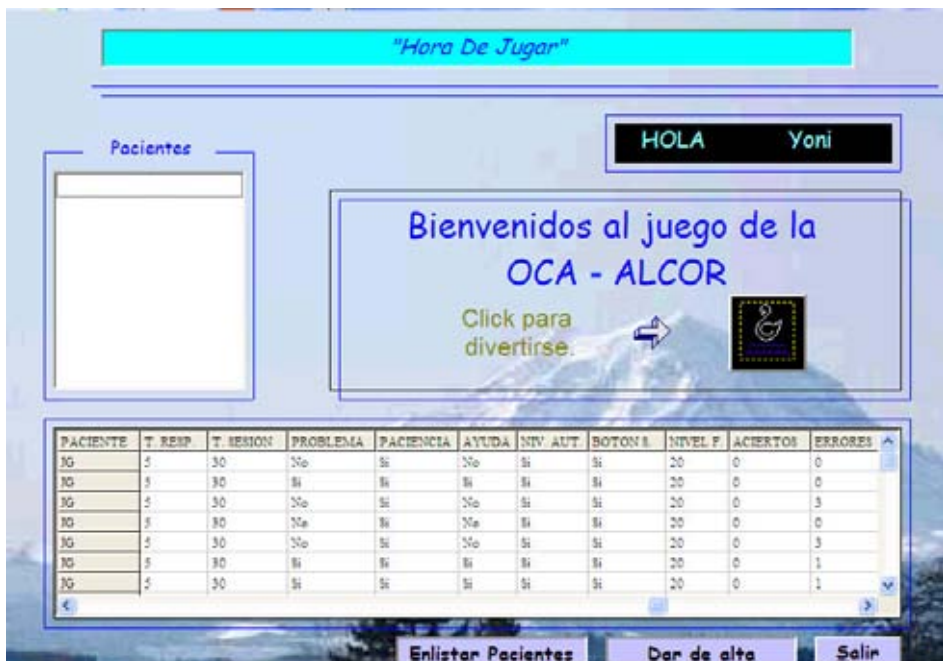 "Hora De Jugar"
HOLA Yoni
Pacientes
Bienvenidos al juego de la
OCA - ALCOR
Click para
divertirse.
PACIENTE T. RESP T. SESION PROBLEMA PACIENCIA AYUDA NIV. AUT BOTON S. NIVEL F ACIERTOS ERRORES
JG 5 30 No Si No Si Si 20 0 0
JG 5 30 Si Si Si Si Si 20 0 0
JG 5 30 No Si No Si Si 20 0 3
JG 5 30 No Si No Si Si 20 0 0
JG 5 30 No Si No Si Si 20 0 3
JG 5 30 Si Si Si Si Si 20 0 1
JG 5 30 Si Si Si Si Si 20 0 1
Enlistar Pacientes Dar de alta Salir